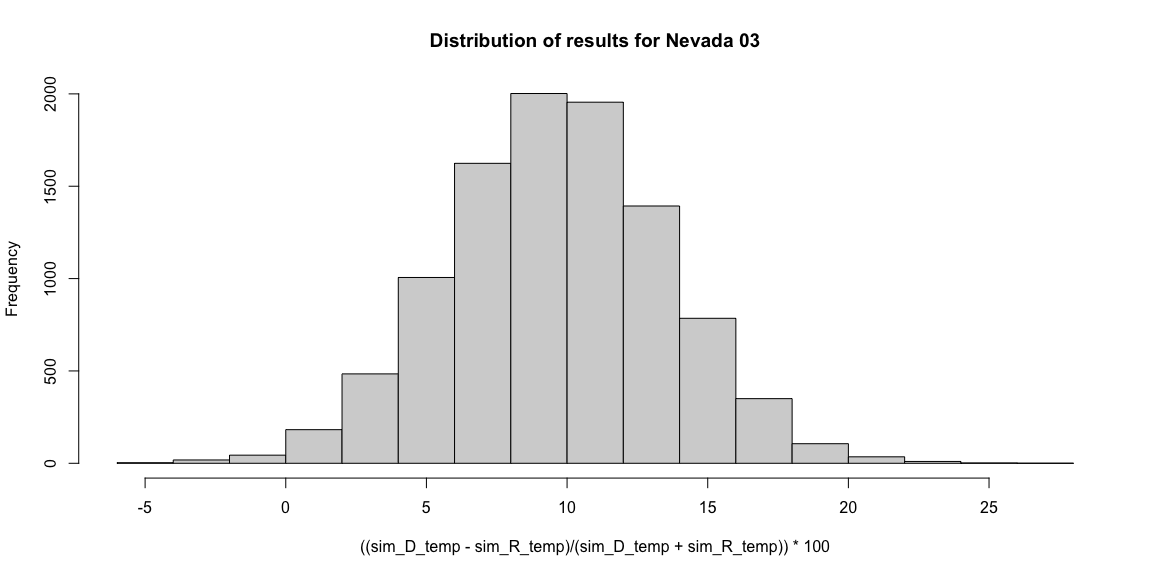 Distribution of results for Nevada 03
Frequency
2000
1500
1000
500
0
-5 0 5 10 15 20 25
((sim_D_temp - sim_R_temp)/(sim_D_temp + sim_R_temp)) * 100